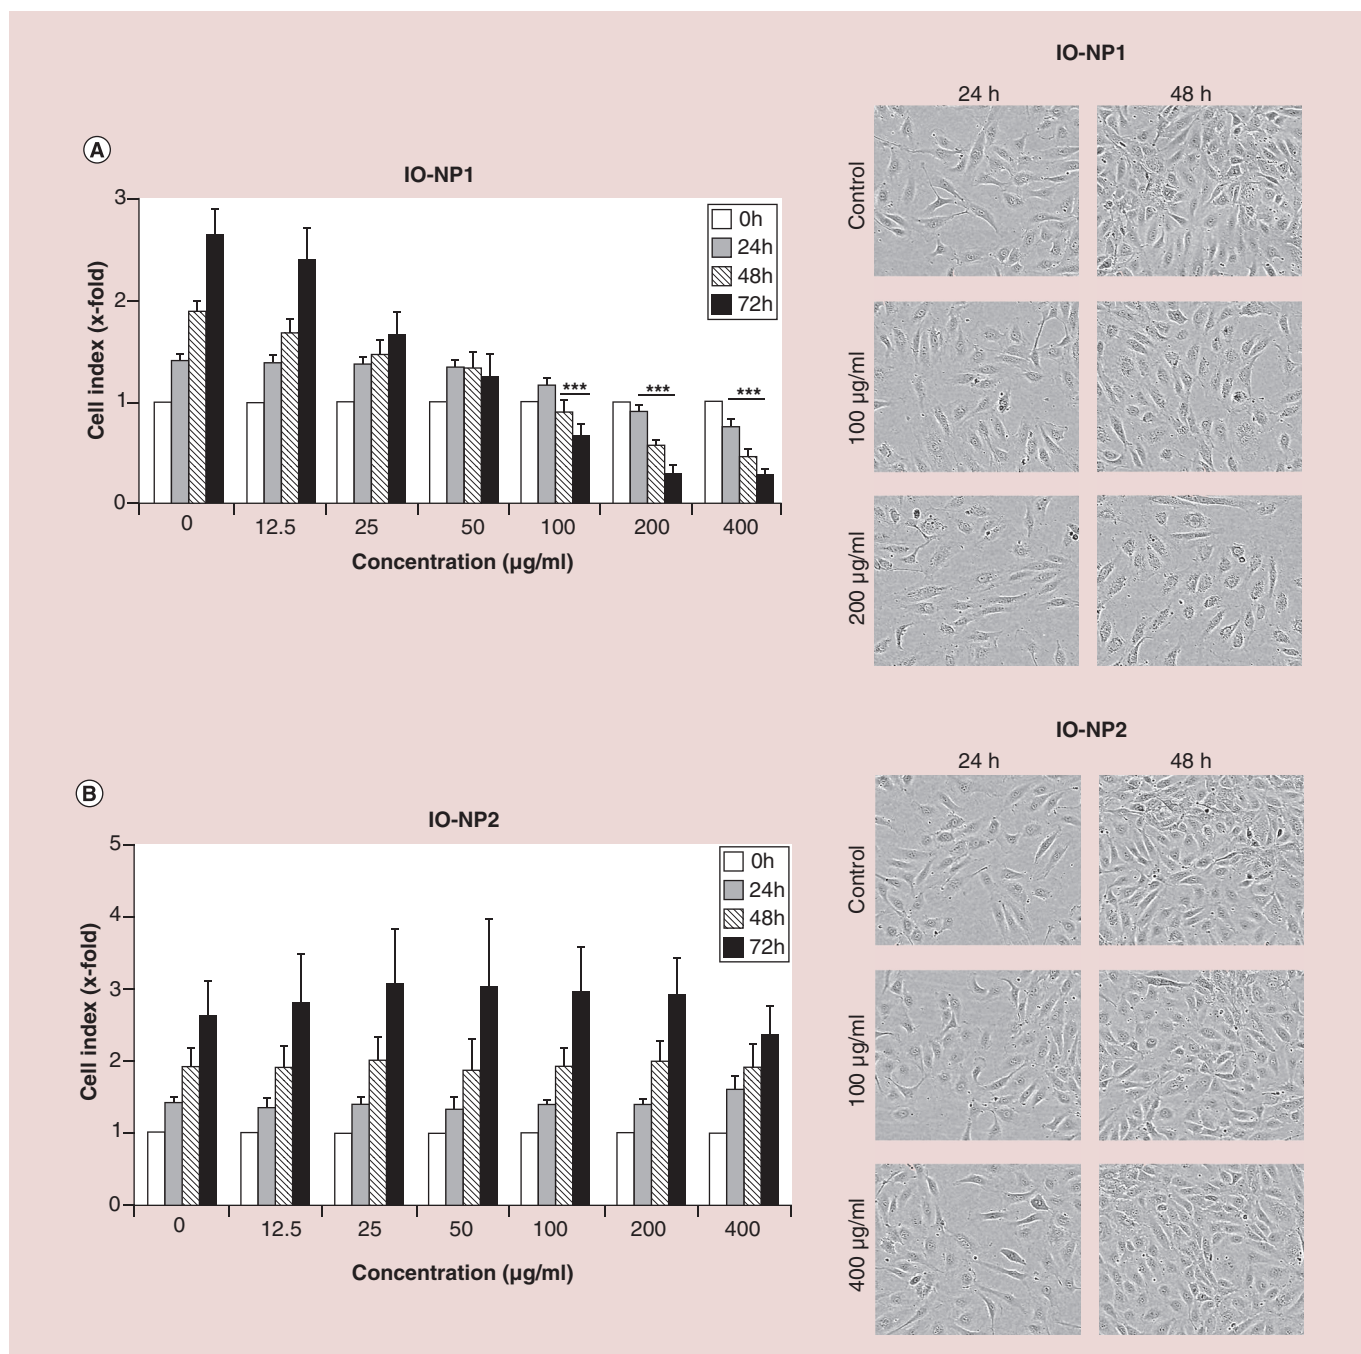 A
IO-NP1
3
2
1
0
Cell index (x-fold)
0h
24h
48h
72h
***
***
***
0 12.5 25 50 100 200 400
Concentration (µg/ml)
IO-NP1
24 h 48 h
Control
100 µg/ml
200 µg/ml
B
IO-NP2
5
4
3
2
1
0
Cell index (x-fold)
0h
24h
48h
72h
0 12.5 25 50 100 200 400
Concentration (µg/ml)
IO-NP2
24 h 48 h
Control
100 µg/ml
400 µg/ml